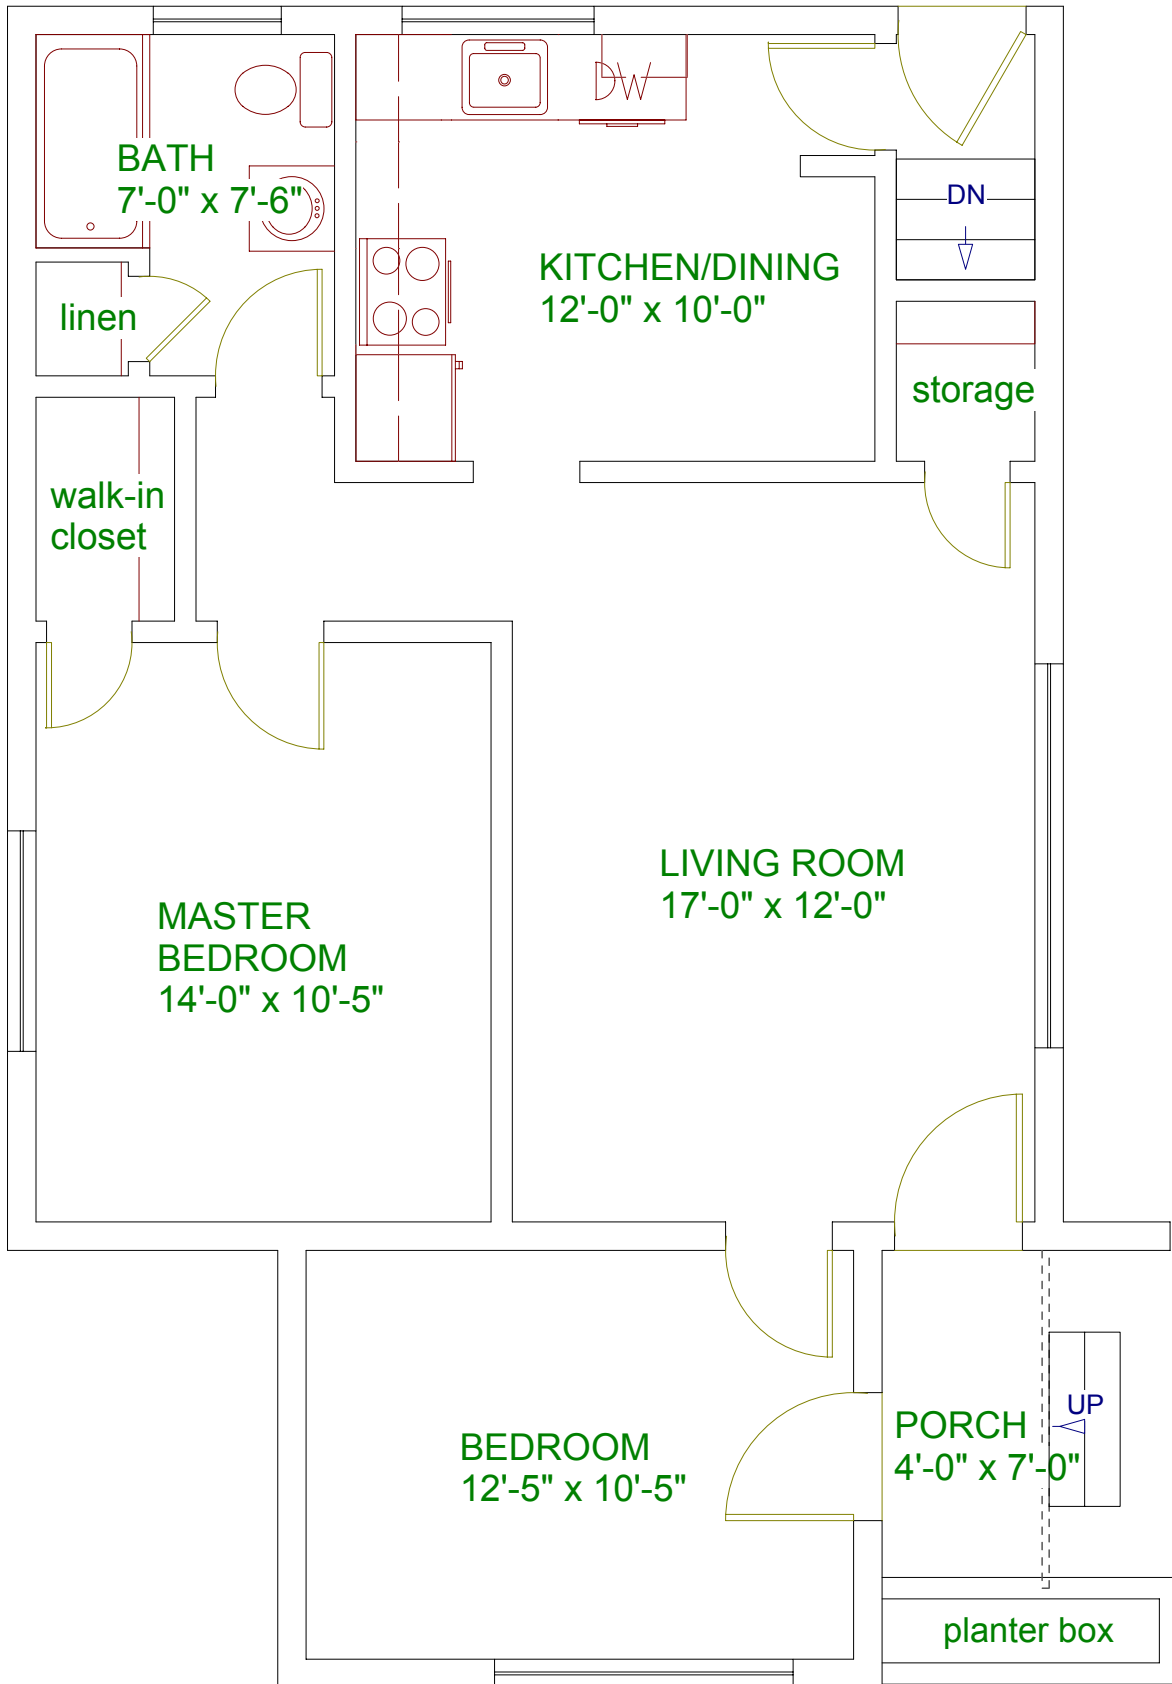 BATH
7'-0" x 7'-6"
DW
DN
KITCHEN/DINING
12'-0" x 10'-0"
linen
storage
walk-in
closet
LIVING ROOM
17'-0" x 12'-0"
MASTER
BEDROOM
14'-0" x 10'-5"
UP
PORCH
4'-0" x 7'-0"
BEDROOM
12'-5" x 10'-5"
planter box